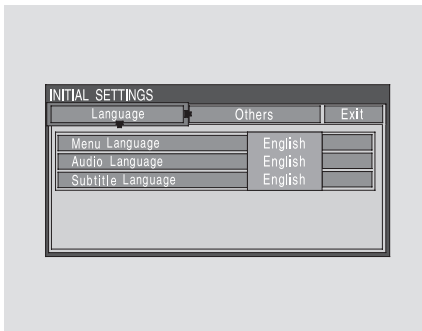 INITIAL SETTINGS
Language Others Exit
Menu Language English
Audio Language English
Subtitle Language English